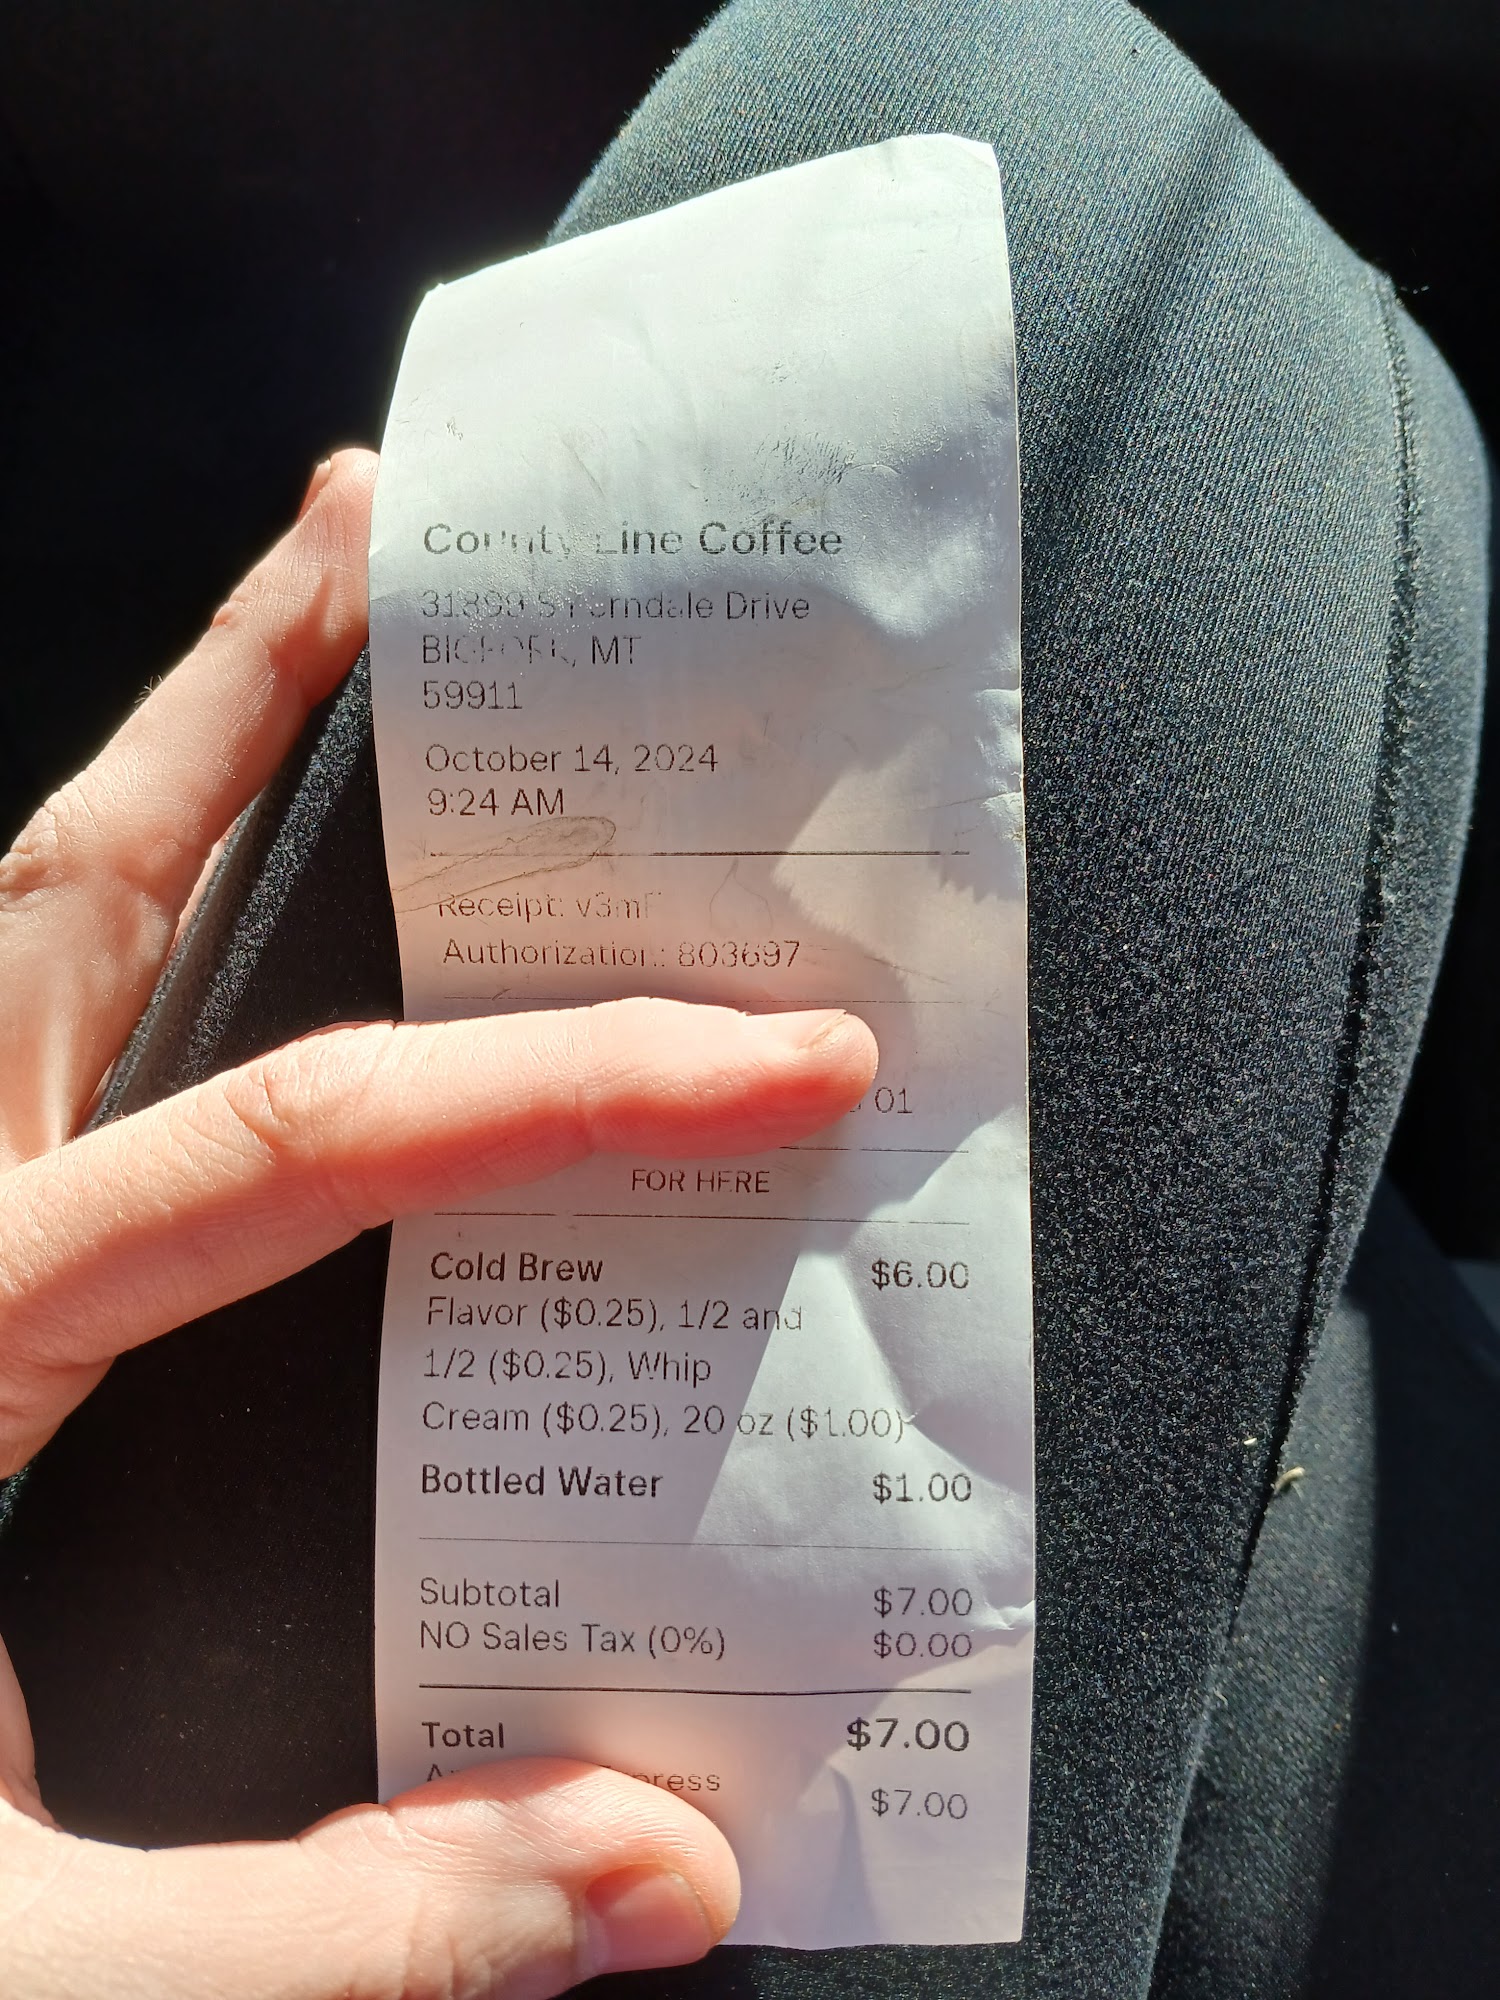 County Line Coffee
Drive
MT
59911
October 14, 2024
9:24 AM
Receipt:
Authorization: 803697
01
FOR HERE
Cold Brew $6.00
Flavor ($0.25), 1/2 and
1/2 ($0.25), Whip
Cream ($0.25), 20 oz ($1.00)
Bottled Water $1.00
Subtotal $7.00
NO Sales Tax (0%) $0.00
Total $7.00
$7.00